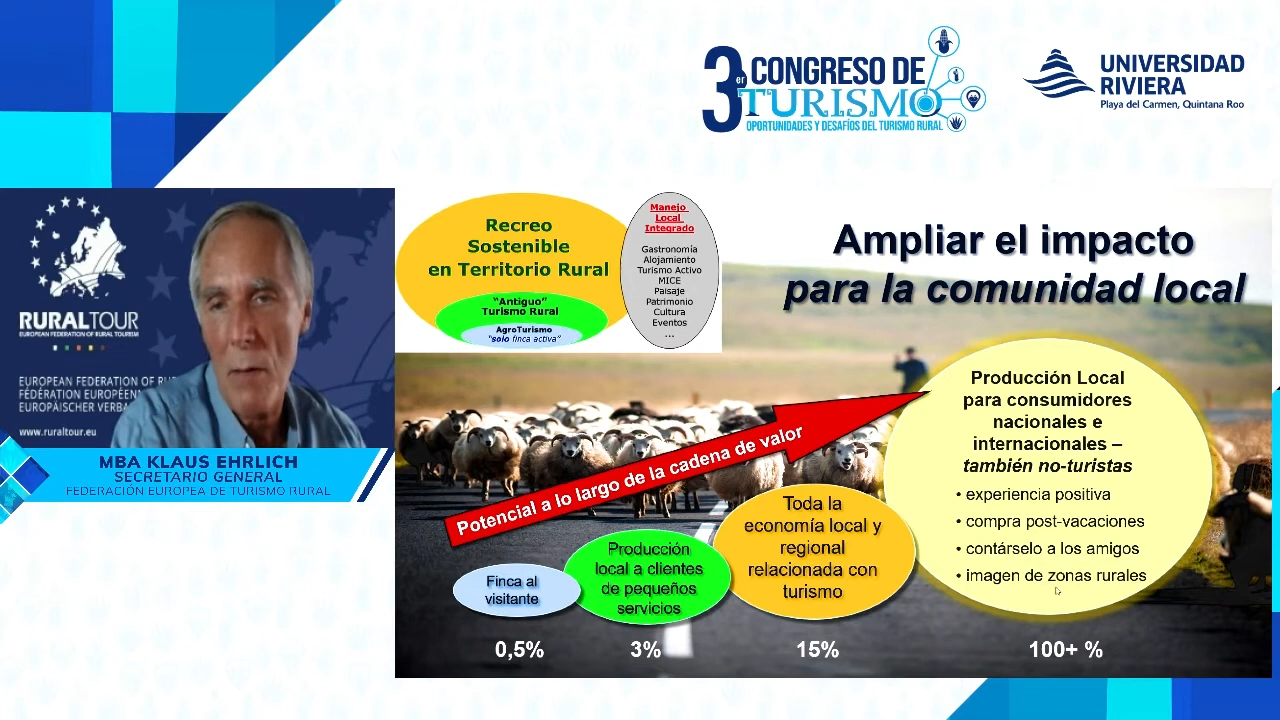 3er CONGRESO DE
TURISMO
OPORTUNIDADES Y DESAFÍOS DEL TURISMO RURAL
UNIVERSIDAD
RIVIERA
Playa del Carmen, Quintana Roo
RURALTOUR
EUROPEAN FEDERATION OF RURAL TOURISM
EUROPEAN FEDERATION OF RU
FÉDÉRATION EUROPÉEN
EUROPÄISCHER VERBA
www.ruraltour.eu
MBA KLAUS EHRLICH
SECRETARIO GENERAL
FEDERACIÓN EUROPEA DE TURISMO RURAL
Recreo
Sostenible
en Territorio Rural
"Antiguo"
Turismo Rural
AgroTurismo
"solo finca activa"
Manejo
Local
Integrado
Gastronomía
Alojamiento
Turismo Activo
MICE
Paisaje
Patrimonio
Cultura
Eventos
...
Ampliar el impacto
para la comunidad local
Potencial a lo largo de la cadena de valor
Finca al
visitante
Producción
local a clientes
de pequeños
servicios
Toda la
economía local y
regional
relacionada con
turismo
Producción Local
para consumidores
nacionales e
internacionales –
también no-turistas
• experiencia positiva
• compra post-vacaciones
• contárselo a los amigos
• imagen de zonas rurales
0,5%
3%
15%
100+ %